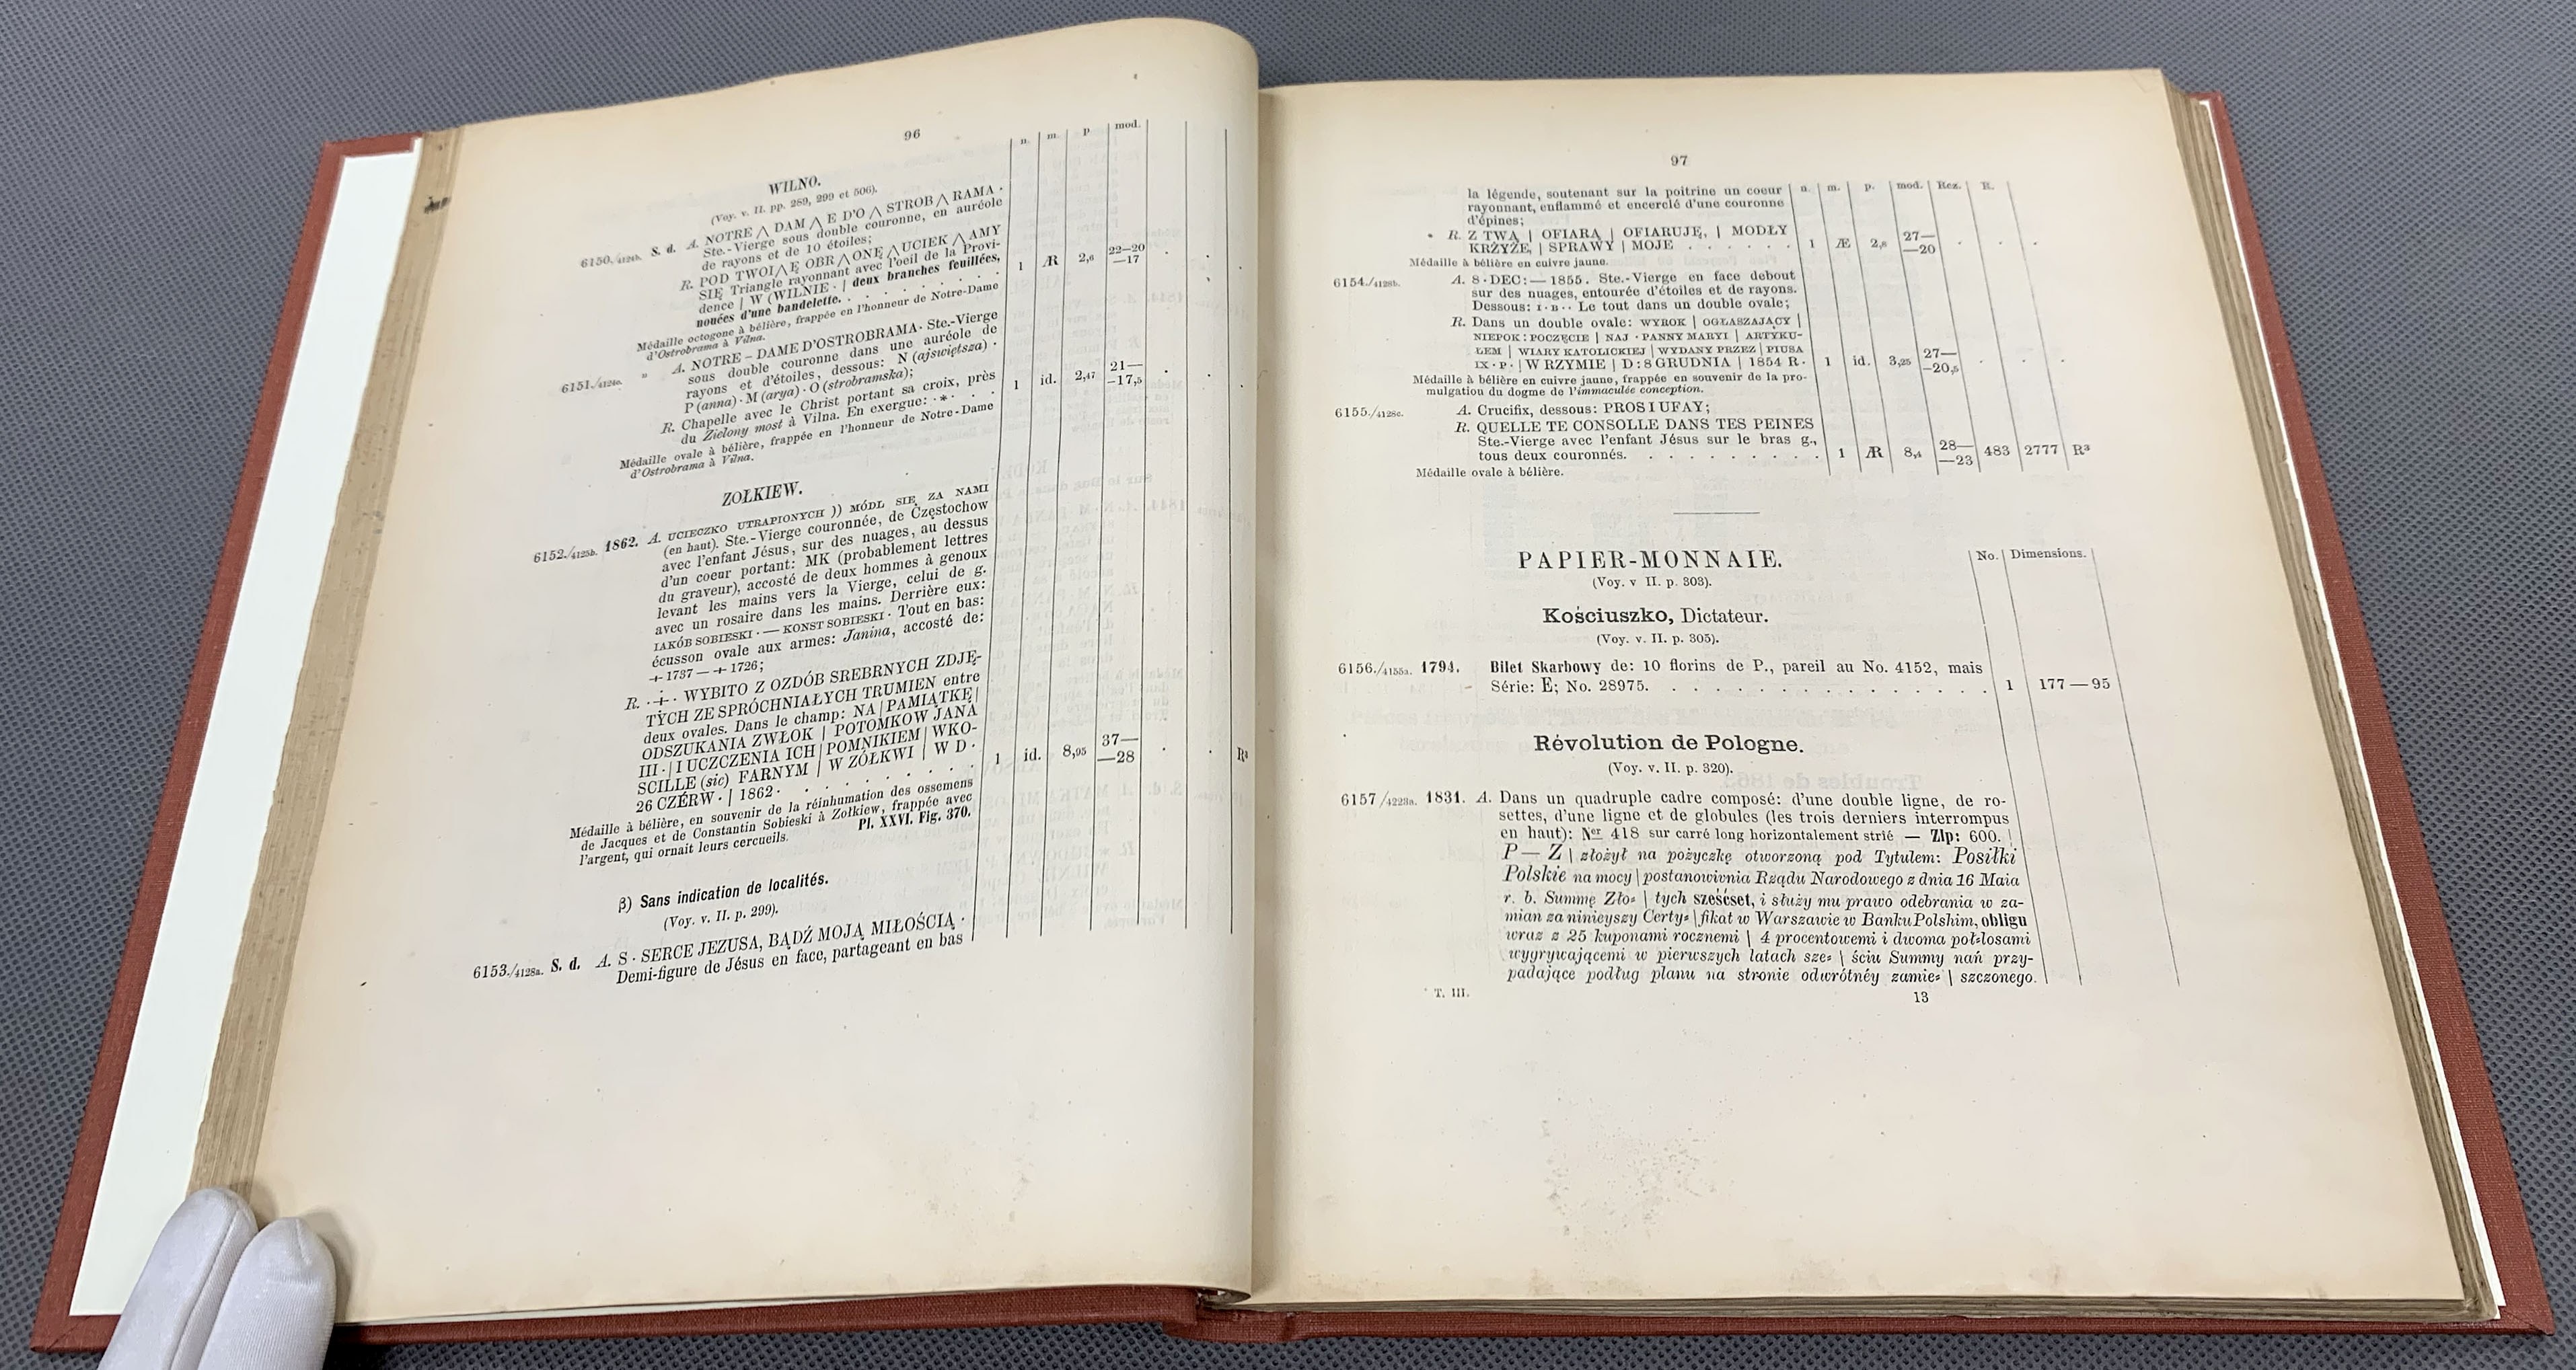 96
n. m. p mod.
WILNO.
(Voy. v. II. pp. 289, 299 et 506).
6150./4124b. S. d. A. NOTRE ⋀ DAM ⋀ E D'O ⋀ STROB ⋀ RAMA ·
Ste.-Vierge sous double couronne, en auréole
de rayons et de 10 étoiles;
R. POD TWOI⋀Ę OBR⋀ONĘ⋀UCIEK⋀AMY
SIĘ Triangle rayonnant avec l'oeil de la Provi-
dence | W (WILNIE · | deux branches feuillées,
nouées d'une bandelette. . . . . . . . 1 ÆR 2,6 22—20 —17 . . .
Médaille octogone à bélière, frappée en l'honneur de Notre-Dame
d'Ostrobrama à Vilna.
6151./4124c. " A. NOTRE – DAME D'OSTROBRAMA · Ste.-Vierge
sous double couronne dans une auréole de
rayons et d'étoiles, dessous: N (ajswiętsza) ·
P (anna) · M (arya) · O (strobramska);
R. Chapelle avec le Christ portant sa croix, près
du Zielony most à Vilna. En exergue: · * · . . 1 id. 2,47 21— —17,5 . . .
Médaille ovale à bélière, frappée en l'honneur de Notre-Dame
d'Ostrobrama à Vilna.
ZOŁKIEW.
6152./4125b. 1862. A. UCIECZKO UTRAPIONYCH )) MÓDL SIĘ ZA NAMI
(en haut). Ste.-Vierge couronnée, de Częstochow
avec l'enfant Jésus, sur des nuages, au dessus
d'un coeur portant: MK (probablement lettres
du graveur), accosté de deux hommes à genoux
levant les mains vers la Vierge, celui de g.
avec un rosaire dans les mains. Derrière eux:
IAKÓB SOBIESKI · — KONST SOBIESKI · Tout en bas:
écusson ovale aux armes: Janina, accosté de:
-+- 1737 — -+- 1726;
R. · -+- · WYBITO Z OZDÓB SREBRNYCH ZDJĘ-
TYCH ZE SPRÓCHNIAŁYCH TRUMIEN entre
deux ovales. Dans le champ: NA | PAMIĄTKĘ |
ODSZUKANIA ZWŁOK | POTOMKOW JANA
III · | I UCZCZENIA ICH | POMNIKIEM | WKO-
SCILLE (sic) FARNYM | W ZÓŁKWI | W D ·
26 CZERW · | 1862 · . . . . . . . 1 id. 8,95 37— —28 . . R³
Médaille à bélière, en souvenir de la réinhumation des ossemens
de Jacques et de Constantin Sobieski à Zołkiew, frappée avec
l'argent, qui ornait leurs cercueils. Pl. XXVI. Fig. 370.
β) Sans indication de localités.
(Voy. v. II. p. 299).
6153./4128a. S. d. A. S · SERCE JEZUSA, BĄDŹ MOJĄ MIŁOŚCIĄ ·
Demi-figure de Jésus en face, partageant en bas
97
n. m. p. mod. Rez. R.
la légende, soutenant sur la poitrine un coeur
rayonnant, enflammé et encerclé d'une couronne
d'épines;
R. Z TWĄ | OFIARĄ | OFIARUJĘ, | MODŁY
KRŻYŻE, | SPRAWY | MOJE . . . . . . 1 Æ 2,6 27— —20 . . .
Médaille à bélière en cuivre jaune.
6154./4128b. A. 8 · DEC: — 1855. Ste.-Vierge en face debout
sur des nuages, entourée d'étoiles et de rayons.
Dessous: I · B · · Le tout dans un double ovale;
R. Dans un double ovale: WYROK | OGŁASZAJĄCY |
NIEPOK : POCZĘCIE | NAJ · PANNY MARYI | ARTYKU-
ŁEM | WIARY KATOLICKIEJ | WYDANY PRZEZ | PIUSA
IX · P · | W RZYMIE | D : 8 GRUDNIA | 1854 R · 1 id. 3,25 27— —20,5 . . .
Médaille à bélière en cuivre jaune, frappée en souvenir de la pro-
mulgation du dogme de l'immaculée conception.
6155./4128c. A. Crucifix, dessous: PROSIUFAY;
R. QUELLE TE CONSOLLE DANS TES PEINES
Ste.-Vierge avec l'enfant Jésus sur le bras g.,
tous deux couronnés. . . . . . . . . . 1 ÆR 8,4 28— —23 483 2777 R³
Médaille ovale à bélière.
PAPIER-MONNAIE.
No. Dimensions.
(Voy. v II. p. 303).
Kościuszko, Dictateur.
(Voy. v. II. p. 305).
6156./4155a. 1794. Bilet Skarbowy de: 10 florins de P., pareil au No. 4152, mais
Série: E; No. 28975. . . . . . . . . . . . . . . . 1 177 — 95
Révolution de Pologne.
(Voy. v. II. p. 320).
6157 /4223a. 1831. A. Dans un quadruple cadre composé: d'une double ligne, de ro-
settes, d'une ligne et de globules (les trois derniers interrompus
en haut): Ner 418 sur carré long horizontalement strié — Zlp: 600. |
P — Z | złożył na pożyczkę otworzoną pod Tytulem: Posiłki
Polskie na mocy | postanowivnia Rządu Narodowego z dnia 16 Maia
r. b. Summę Zło= | tych sześćset, i służy mu prawo odebrania w za-
mian za ninieyszy Certy= | fikat w Warszawie w Banku Polshim, obligu
wraz z 25 kuponami rocznemi | 4 procentowemi i dwoma poł=losami
wygrywającemi w pierwszych latach sze= | ściu Summy nań przy-
padające podług planu na stronie odwrótnéy zamie= | szczonego.
T. III.
13